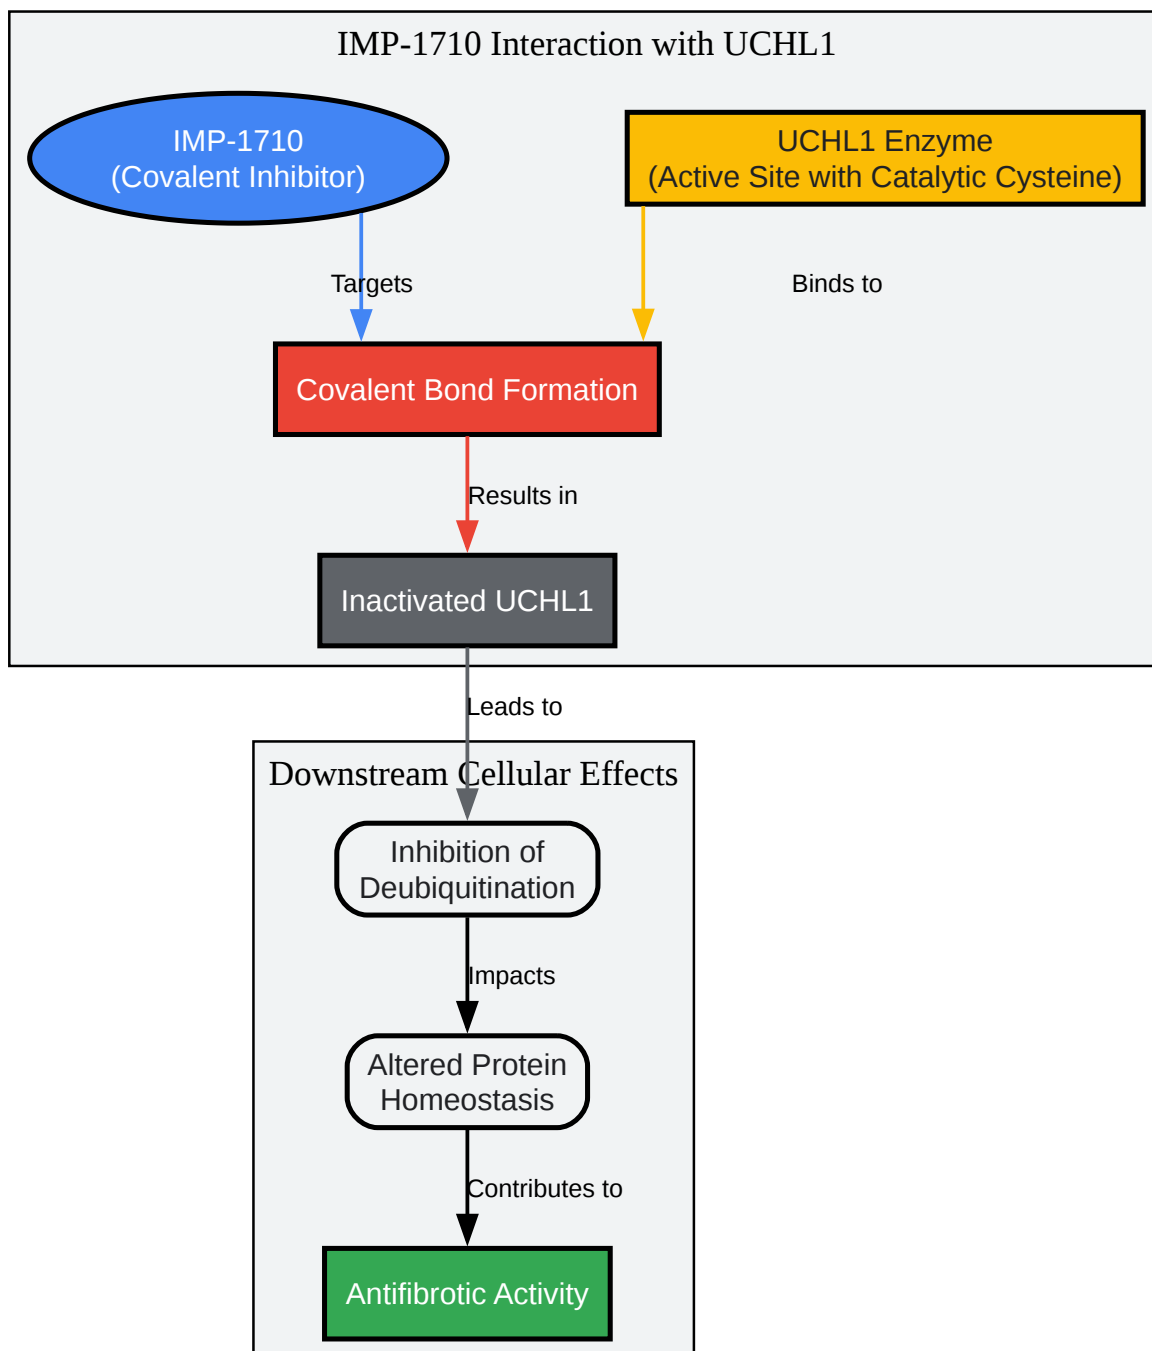 IMP-1710 Interaction with UCHL1
IMP-1710
(Covalent Inhibitor)
UCHL1 Enzyme
(Active Site with Catalytic Cysteine)
Targets
Binds to
Covalent Bond Formation
Results in
Inactivated UCHL1
Leads to
Downstream Cellular Effects
Inhibition of
Deubiquitination
Impacts
Altered Protein
Homeostasis
Contributes to
Antifibrotic Activity